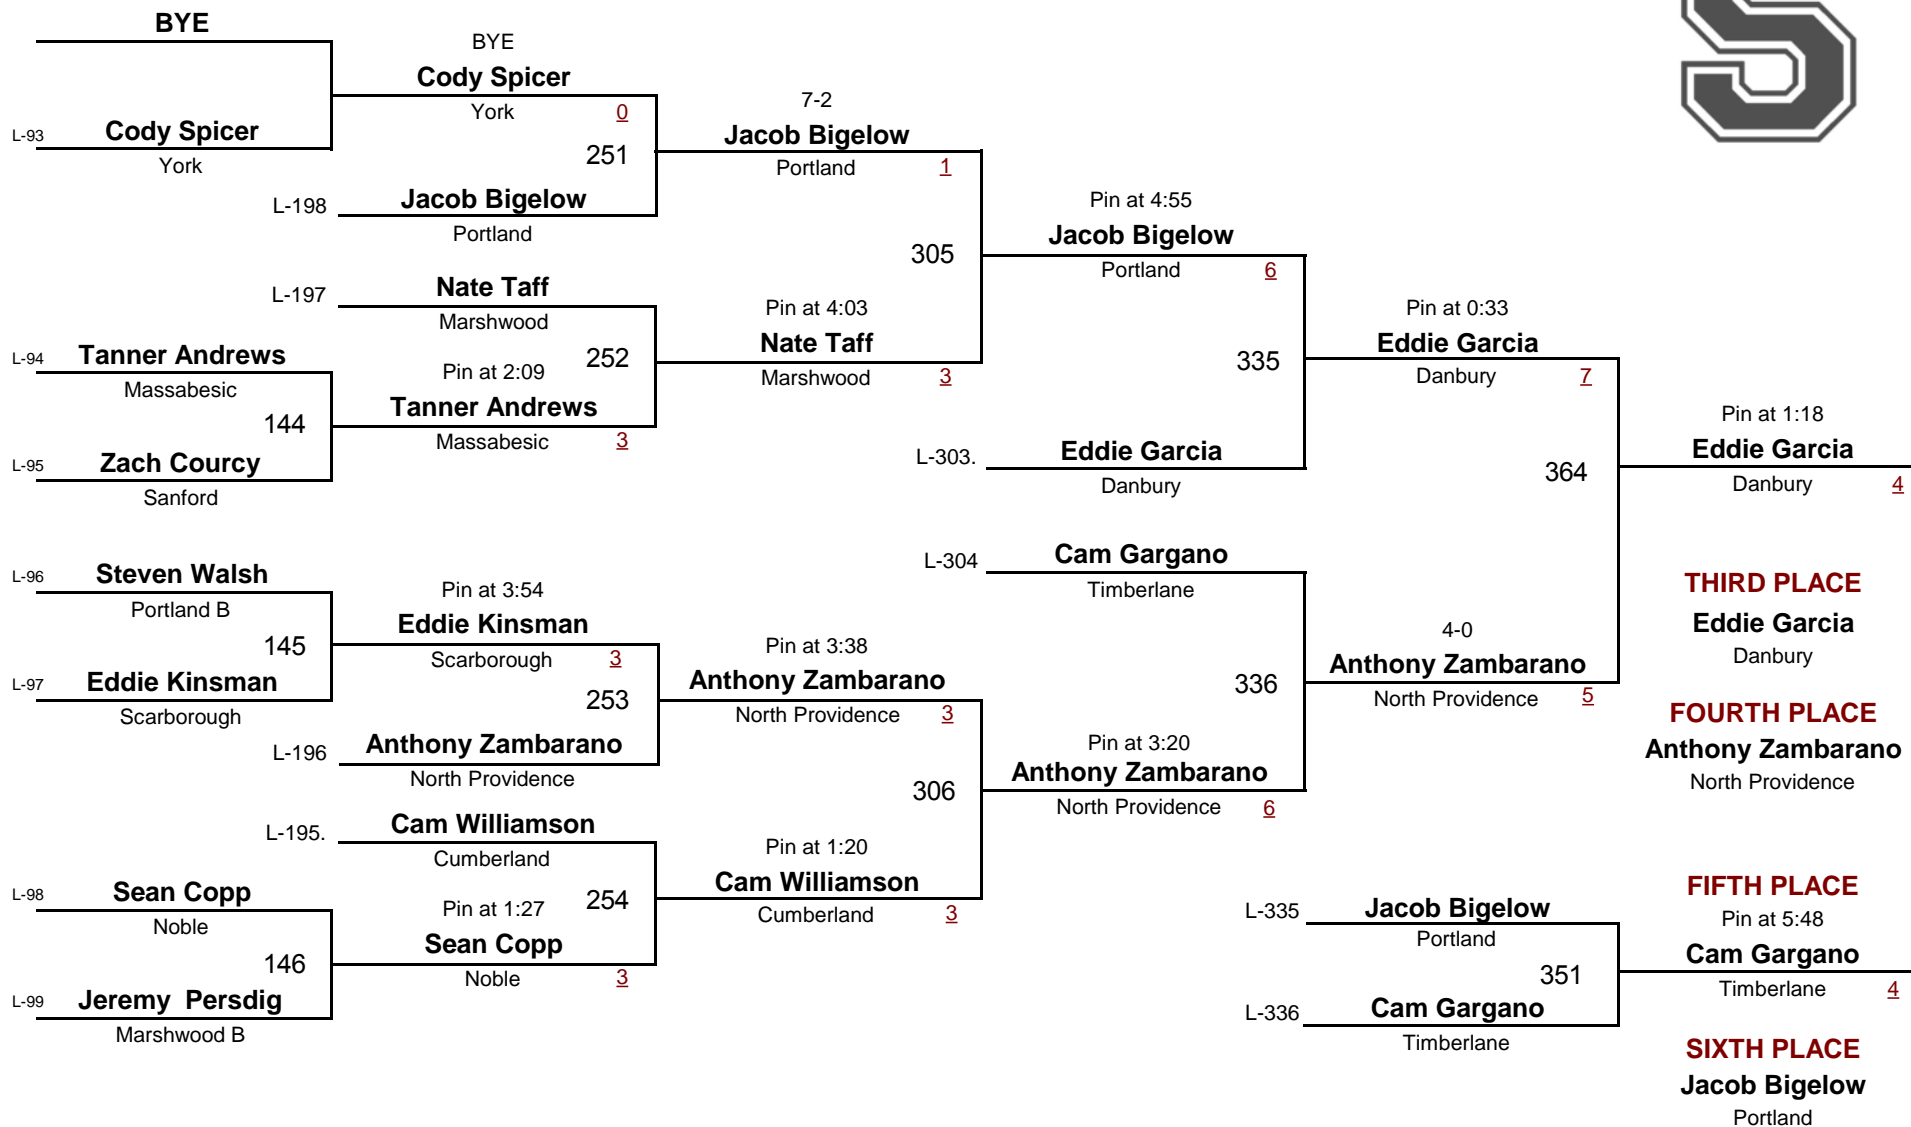 BYE
BYE
Cody Spicer
York
0
L-93
Cody Spicer
York
251
7-2
Jacob Bigelow
Portland
1
L-198
Jacob Bigelow
Portland
305
Pin at 4:55
Jacob Bigelow
Portland
6
L-197
Nate Taff
Marshwood
252
Pin at 4:03
Nate Taff
Marshwood
3
L-94
Tanner Andrews
Massabesic
144
Pin at 2:09
Tanner Andrews
Massabesic
3
L-95
Zach Courcy
Sanford
335
Pin at 0:33
Eddie Garcia
Danbury
7
L-303.
Eddie Garcia
Danbury
364
Pin at 1:18
Eddie Garcia
Danbury
4
L-96
Steven Walsh
Portland B
145
Pin at 3:54
Eddie Kinsman
Scarborough
3
L-97
Eddie Kinsman
Scarborough
253
Pin at 3:38
Anthony Zambarano
North Providence
3
L-196
Anthony Zambarano
North Providence
L-304
Cam Gargano
Timberlane
336
4-0
Anthony Zambarano
North Providence
5
306
Pin at 3:20
Anthony Zambarano
North Providence
6
L-195.
Cam Williamson
Cumberland
254
Pin at 1:20
Cam Williamson
Cumberland
3
L-98
Sean Copp
Noble
146
Pin at 1:27
Sean Copp
Noble
3
L-99
Jeremy  Persdig
Marshwood B
THIRD PLACE
Eddie Garcia
Danbury
FOURTH PLACE
Anthony Zambarano
North Providence
L-335
Jacob Bigelow
Portland
351
L-336
Cam Gargano
Timberlane
FIFTH PLACE
Pin at 5:48
Cam Gargano
Timberlane
4
SIXTH PLACE
Jacob Bigelow
Portland
S